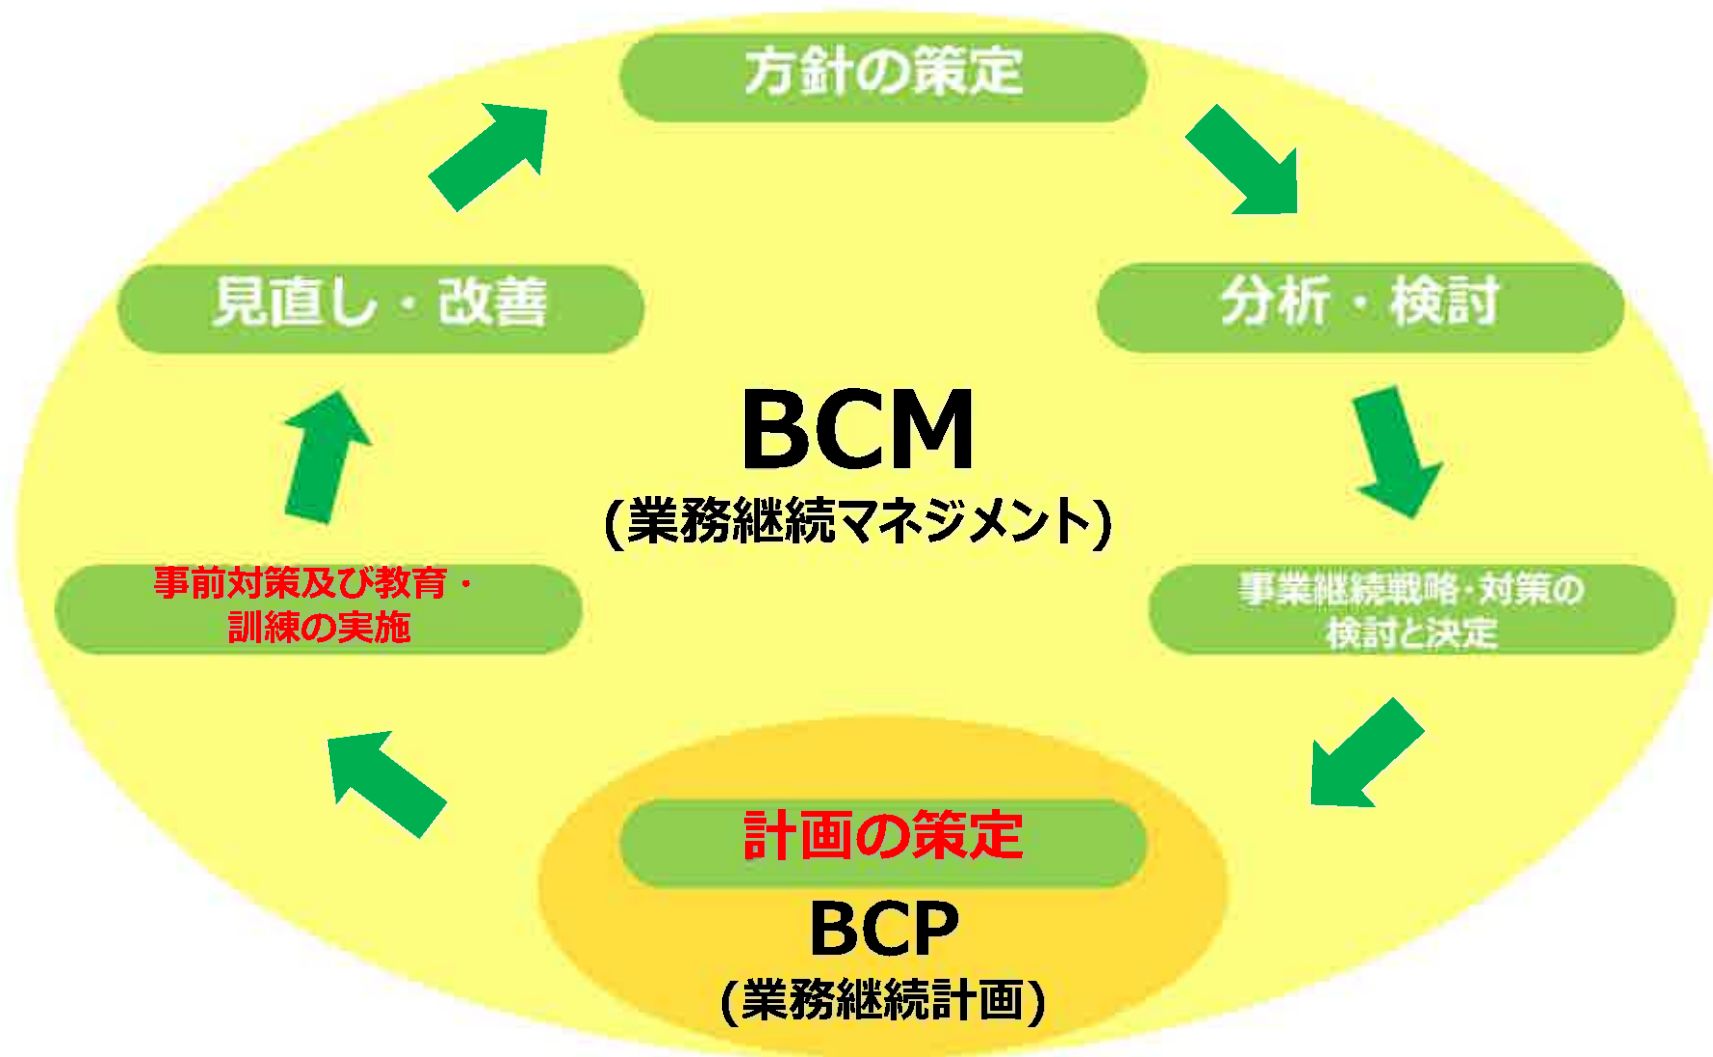 方針の策定
見直し・改善
分析・検討
BCM
(業務継続マネジメント)
事前対策及び教育・
訓練の実施
事業継続戦略・対策の
検討と決定
計画の策定
BCP
(業務継続計画)